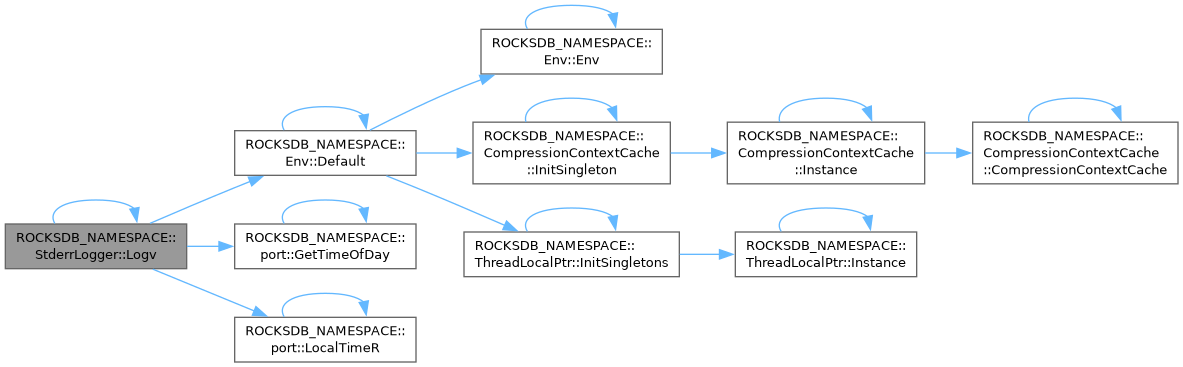 ROCKSDB_NAMESPACE::
StderrLogger::Logv
ROCKSDB_NAMESPACE::
Env::Default
ROCKSDB_NAMESPACE::
Env::Env
ROCKSDB_NAMESPACE::
CompressionContextCache
::InitSingleton
ROCKSDB_NAMESPACE::
CompressionContextCache
::Instance
ROCKSDB_NAMESPACE::
CompressionContextCache
::CompressionContextCache
ROCKSDB_NAMESPACE::
ThreadLocalPtr::InitSingletons
ROCKSDB_NAMESPACE::
ThreadLocalPtr::Instance
ROCKSDB_NAMESPACE::
port::GetTimeOfDay
ROCKSDB_NAMESPACE::
port::LocalTimeR